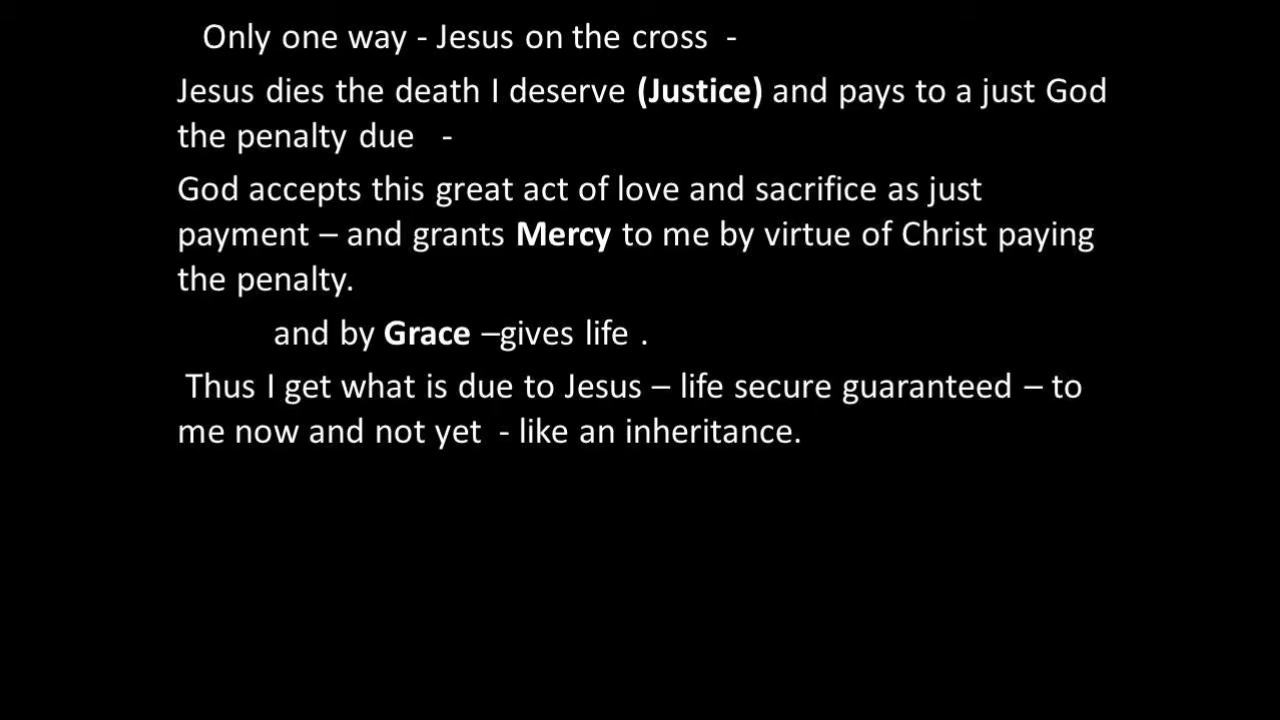 Only one way - Jesus on the cross -
Jesus dies the death I deserve (Justice) and pays to a just God
the penalty due -
God accepts this great act of love and sacrifice as just
payment – and grants Mercy to me by virtue of Christ paying
the penalty.
and by Grace –gives life .
Thus I get what is due to Jesus – life secure guaranteed – to
me now and not yet - like an inheritance.